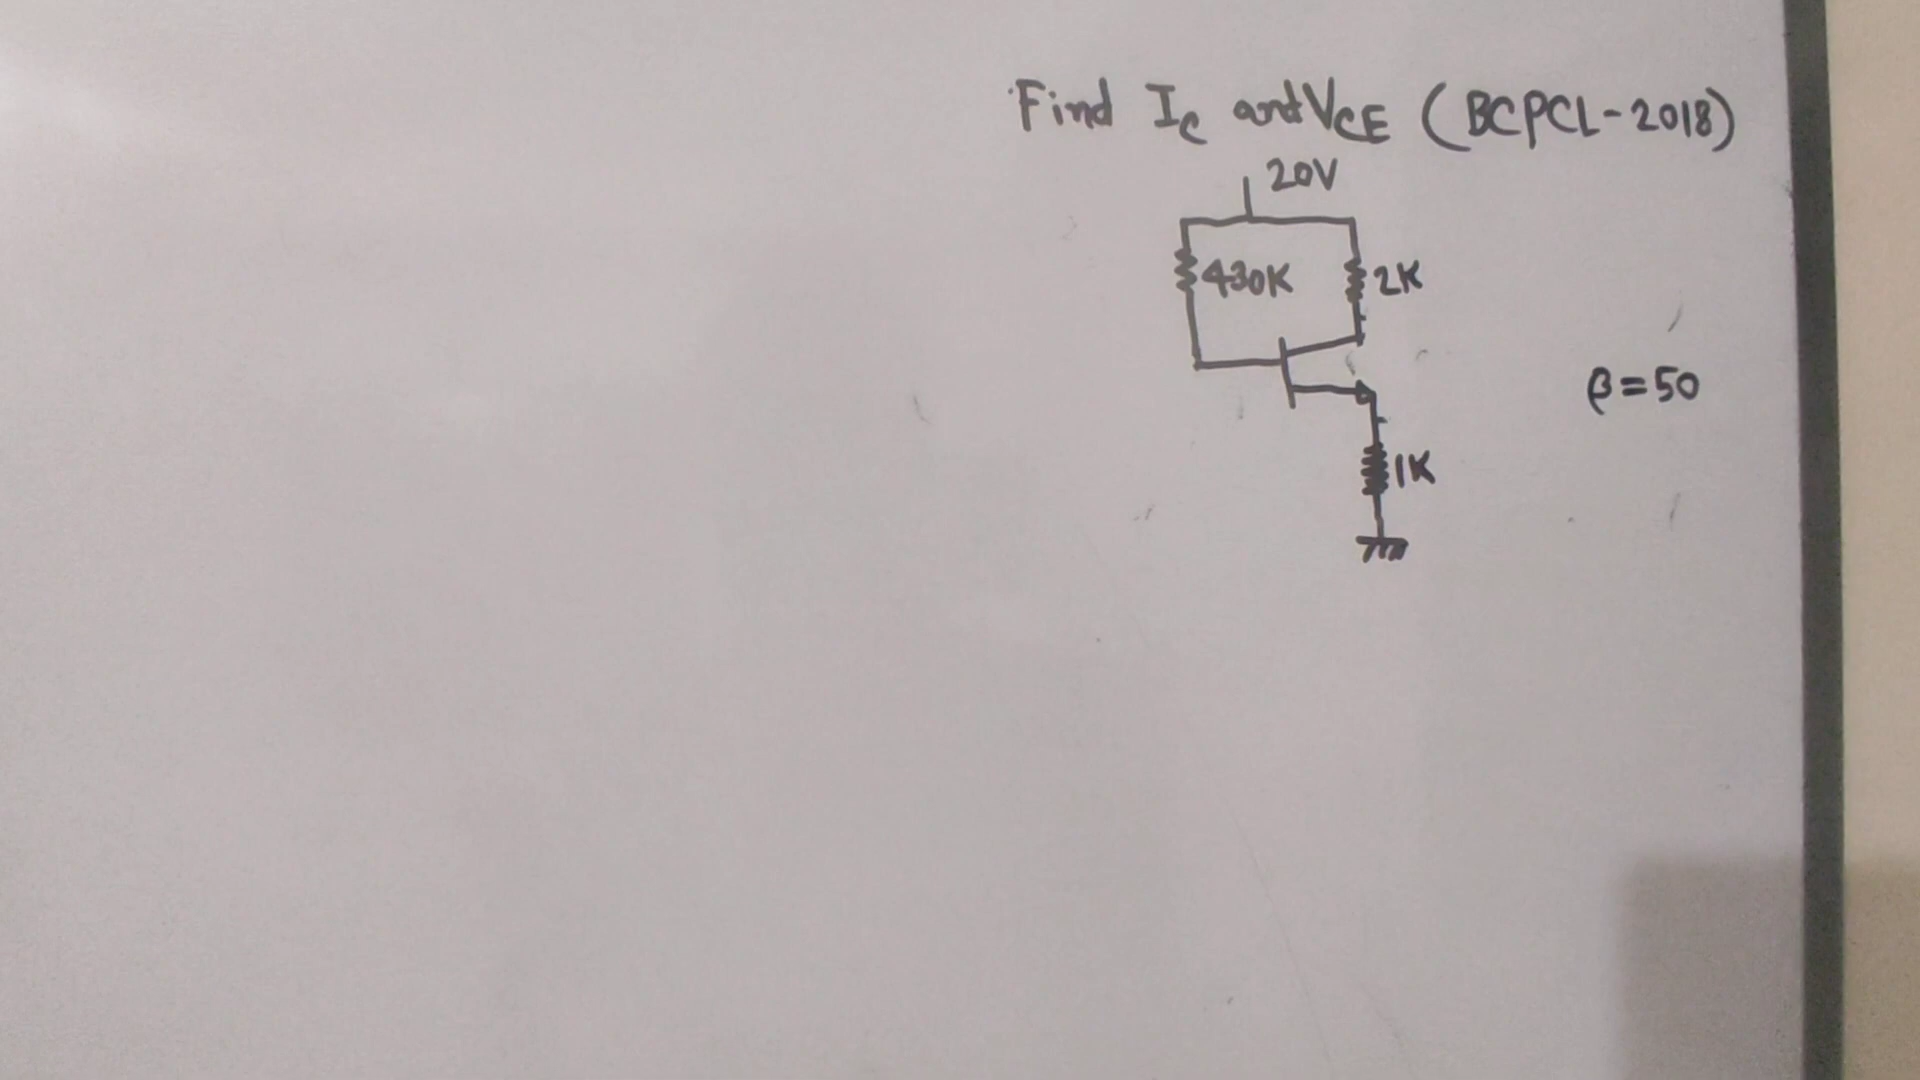 Find Ic and VCE (BCPCL-2018)
20V
430K
2K
β=50
1K